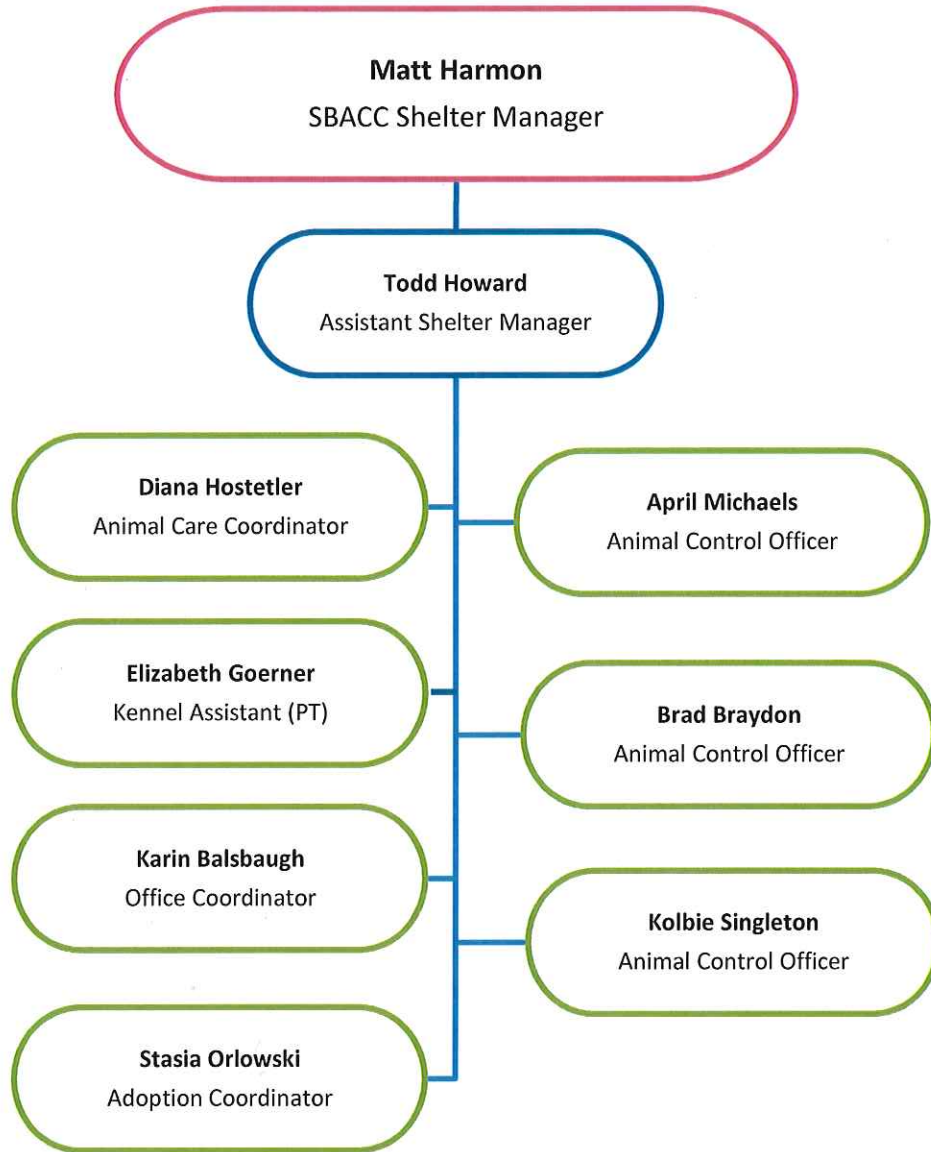 Matt Harmon
SBACC Shelter Manager
Todd Howard
Assistant Shelter Manager
Diana Hostetler
Animal Care Coordinator
April Michaels
Animal Control Officer
Elizabeth Goerner
Kennel Assistant (PT)
Brad Braydon
Animal Control Officer
Karin Balsbaugh
Office Coordinator
Kolbie Singleton
Animal Control Officer
Stasia Orlowski
Adoption Coordinator